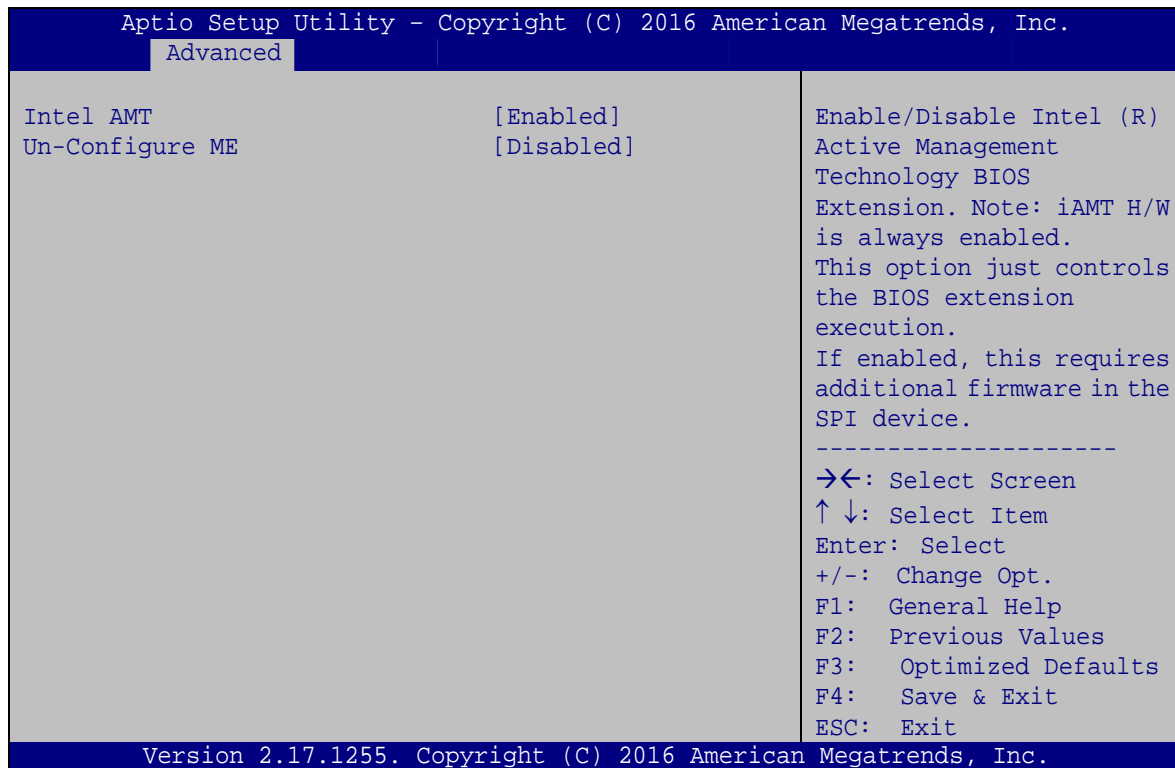 Aptio Setup Utility – Copyright (C) 2016 American Megatrends, Inc.
Advanced
Intel AMT [Enabled]
Un-Configure ME [Disabled]
Enable/Disable Intel (R)
Active Management
Technology BIOS
Extension. Note: iAMT H/W
is always enabled.
This option just controls
the BIOS extension
execution.
If enabled, this requires
additional firmware in the
SPI device.
---------------------
→←: Select Screen
↑ ↓: Select Item
Enter: Select
+/-: Change Opt.
F1: General Help
F2: Previous Values
F3: Optimized Defaults
F4: Save & Exit
ESC: Exit
Version 2.17.1255. Copyright (C) 2016 American Megatrends, Inc.